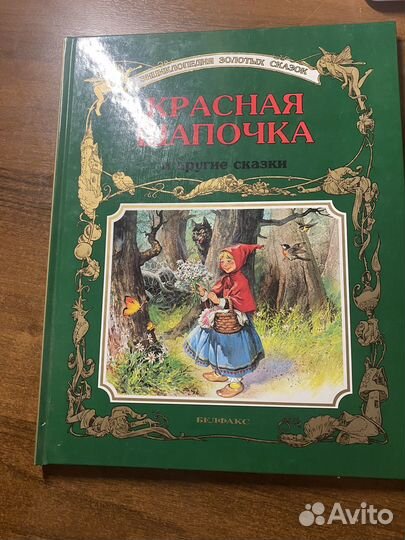 ЭНЦИКЛОПЕДИЯ ЗОЛОТЫХ СКАЗОК
КРАСНАЯ
ШАПОЧКА
и другие сказки
БЕЛФАКС
Avito